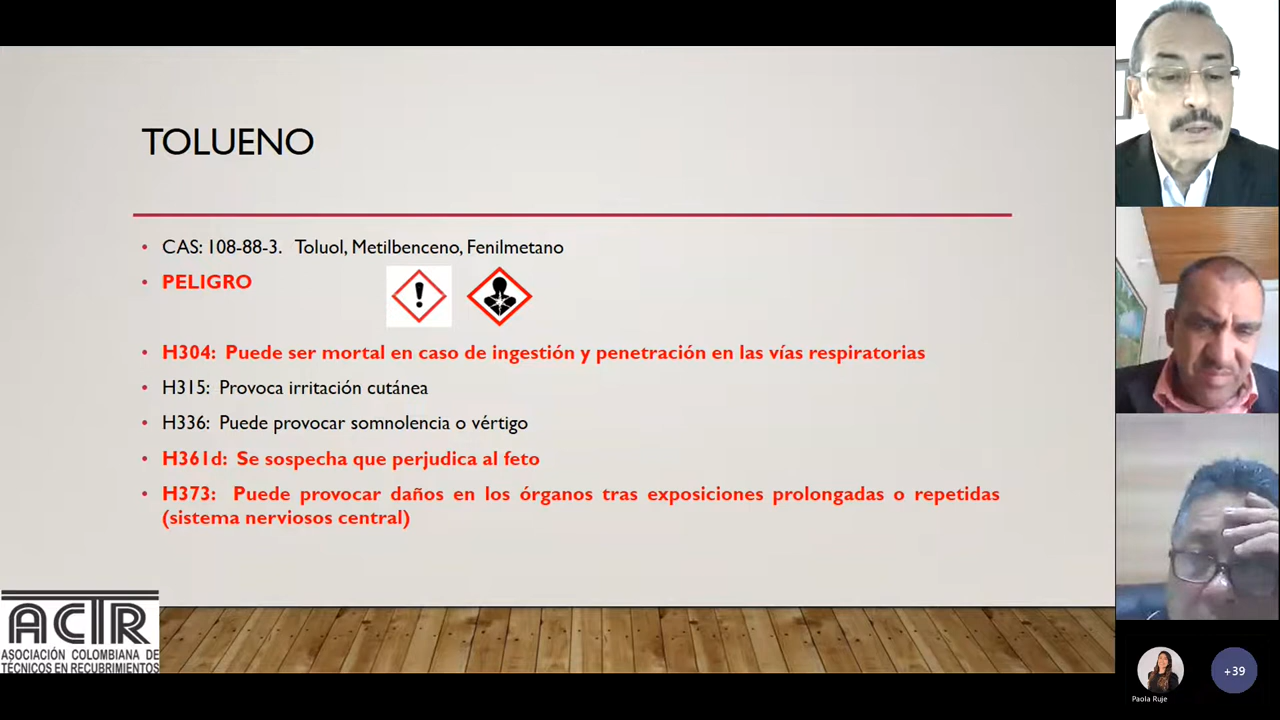 TOLUENO
CAS: 108-88-3. Toluol, Metilbenceno, Fenilmetano
PELIGRO
H304: Puede ser mortal en caso de ingestión y penetración en las vías respiratorias
H315: Provoca irritación cutánea
H336: Puede provocar somnolencia o vértigo
H361d: Se sospecha que perjudica al feto
H373: Puede provocar daños en los órganos tras exposiciones prolongadas o repetidas
(sistema nerviosos central)
ACTR
ASOCIACIÓN COLOMBIANA DE
TÉCNICOS EN RECUBRIMIENTOS
Paola Ruje
+39